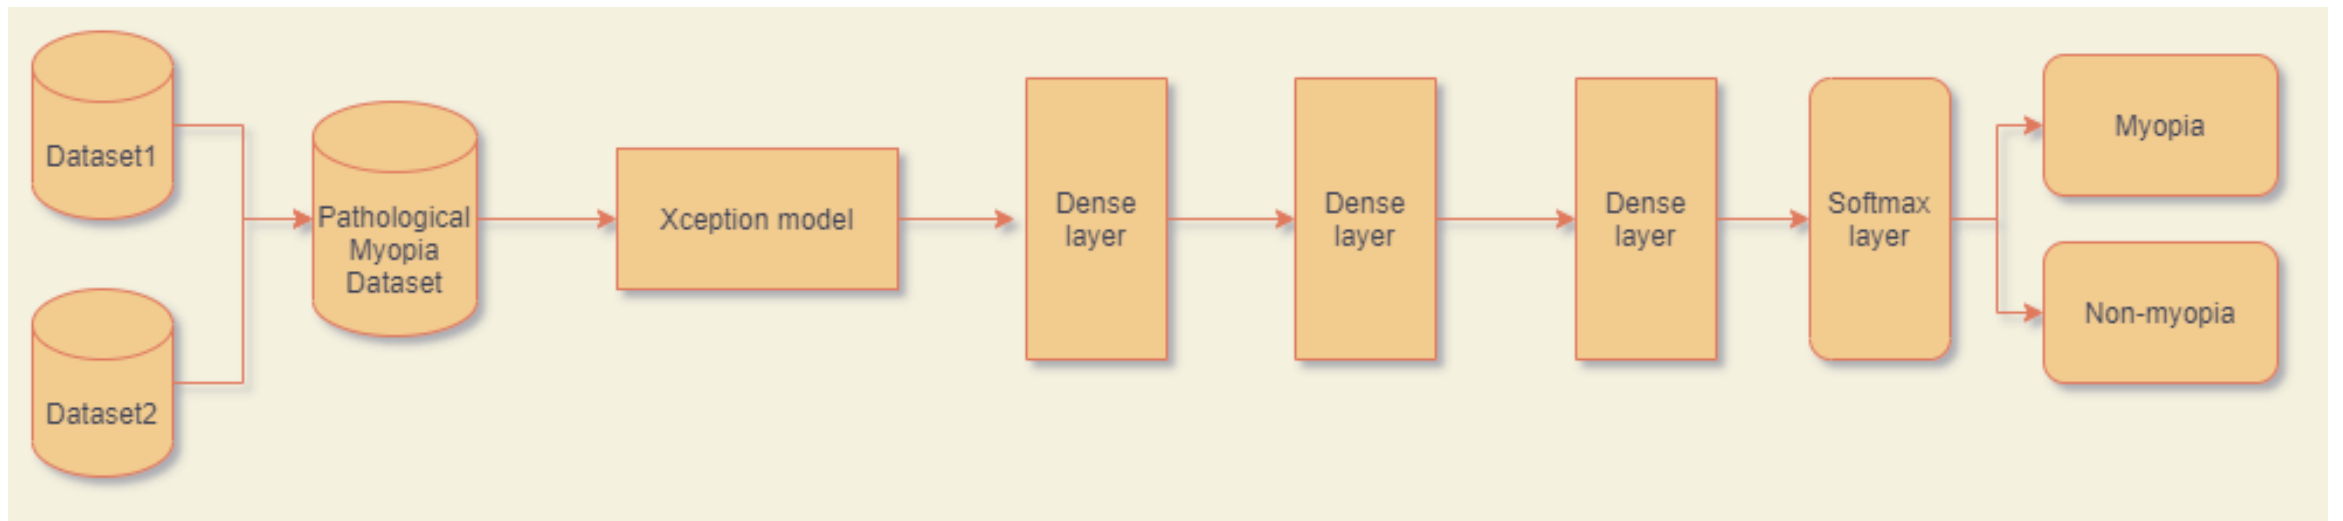 Dataset1
Dataset2
Pathological
Myopia
Dataset
Xception model
Dense
layer
Dense
layer
Dense
layer
Softmax
layer
Myopia
Non-myopia